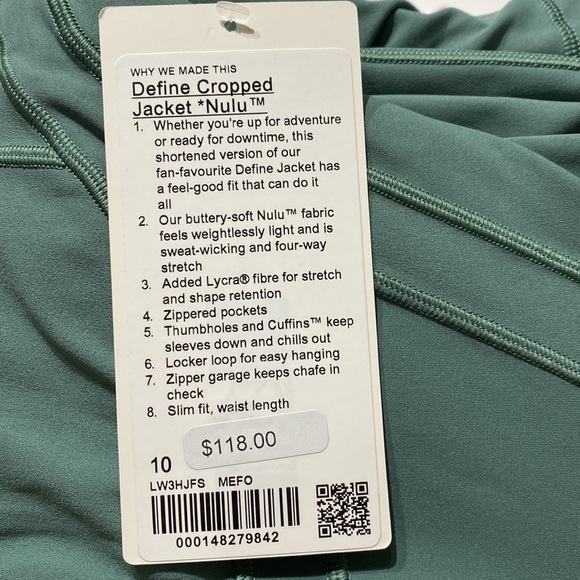 WHY WE MADE THIS
Define Cropped
Jacket *Nulu™
1. Whether you're up for adventure
or ready for downtime, this
shortened version of our
fan-favourite Define Jacket has
a feel-good fit that can do it
all
2. Our buttery-soft Nulu™ fabric
feels weightlessly light and is
sweat-wicking and four-way
stretch
3. Added Lycra® fibre for stretch
and shape retention
4. Zippered pockets
5. Thumbholes and Cuffins™ keep
sleeves down and chills out
6. Locker loop for easy hanging
7. Zipper garage keeps chafe in
check
8. Slim fit, waist length
10 $118.00
LW3HJFS MEFO
000148279842